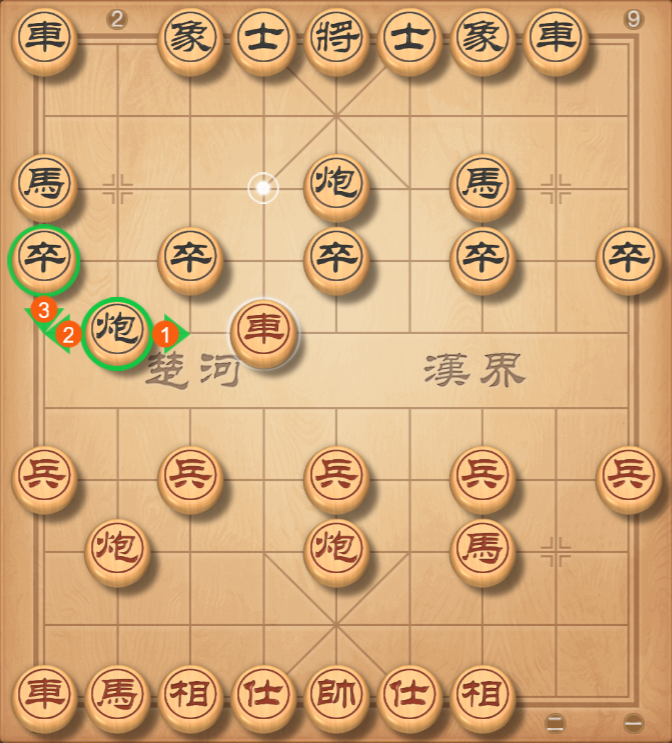 2 9
車 象 士 將 士 象 車
馬 炮 馬
卒 卒 卒 卒 卒
3
2 炮 1 車
楚河 漢界
兵 兵 兵 兵 兵
炮 炮 馬
車 馬 相 仕 帥 仕 相
二 一